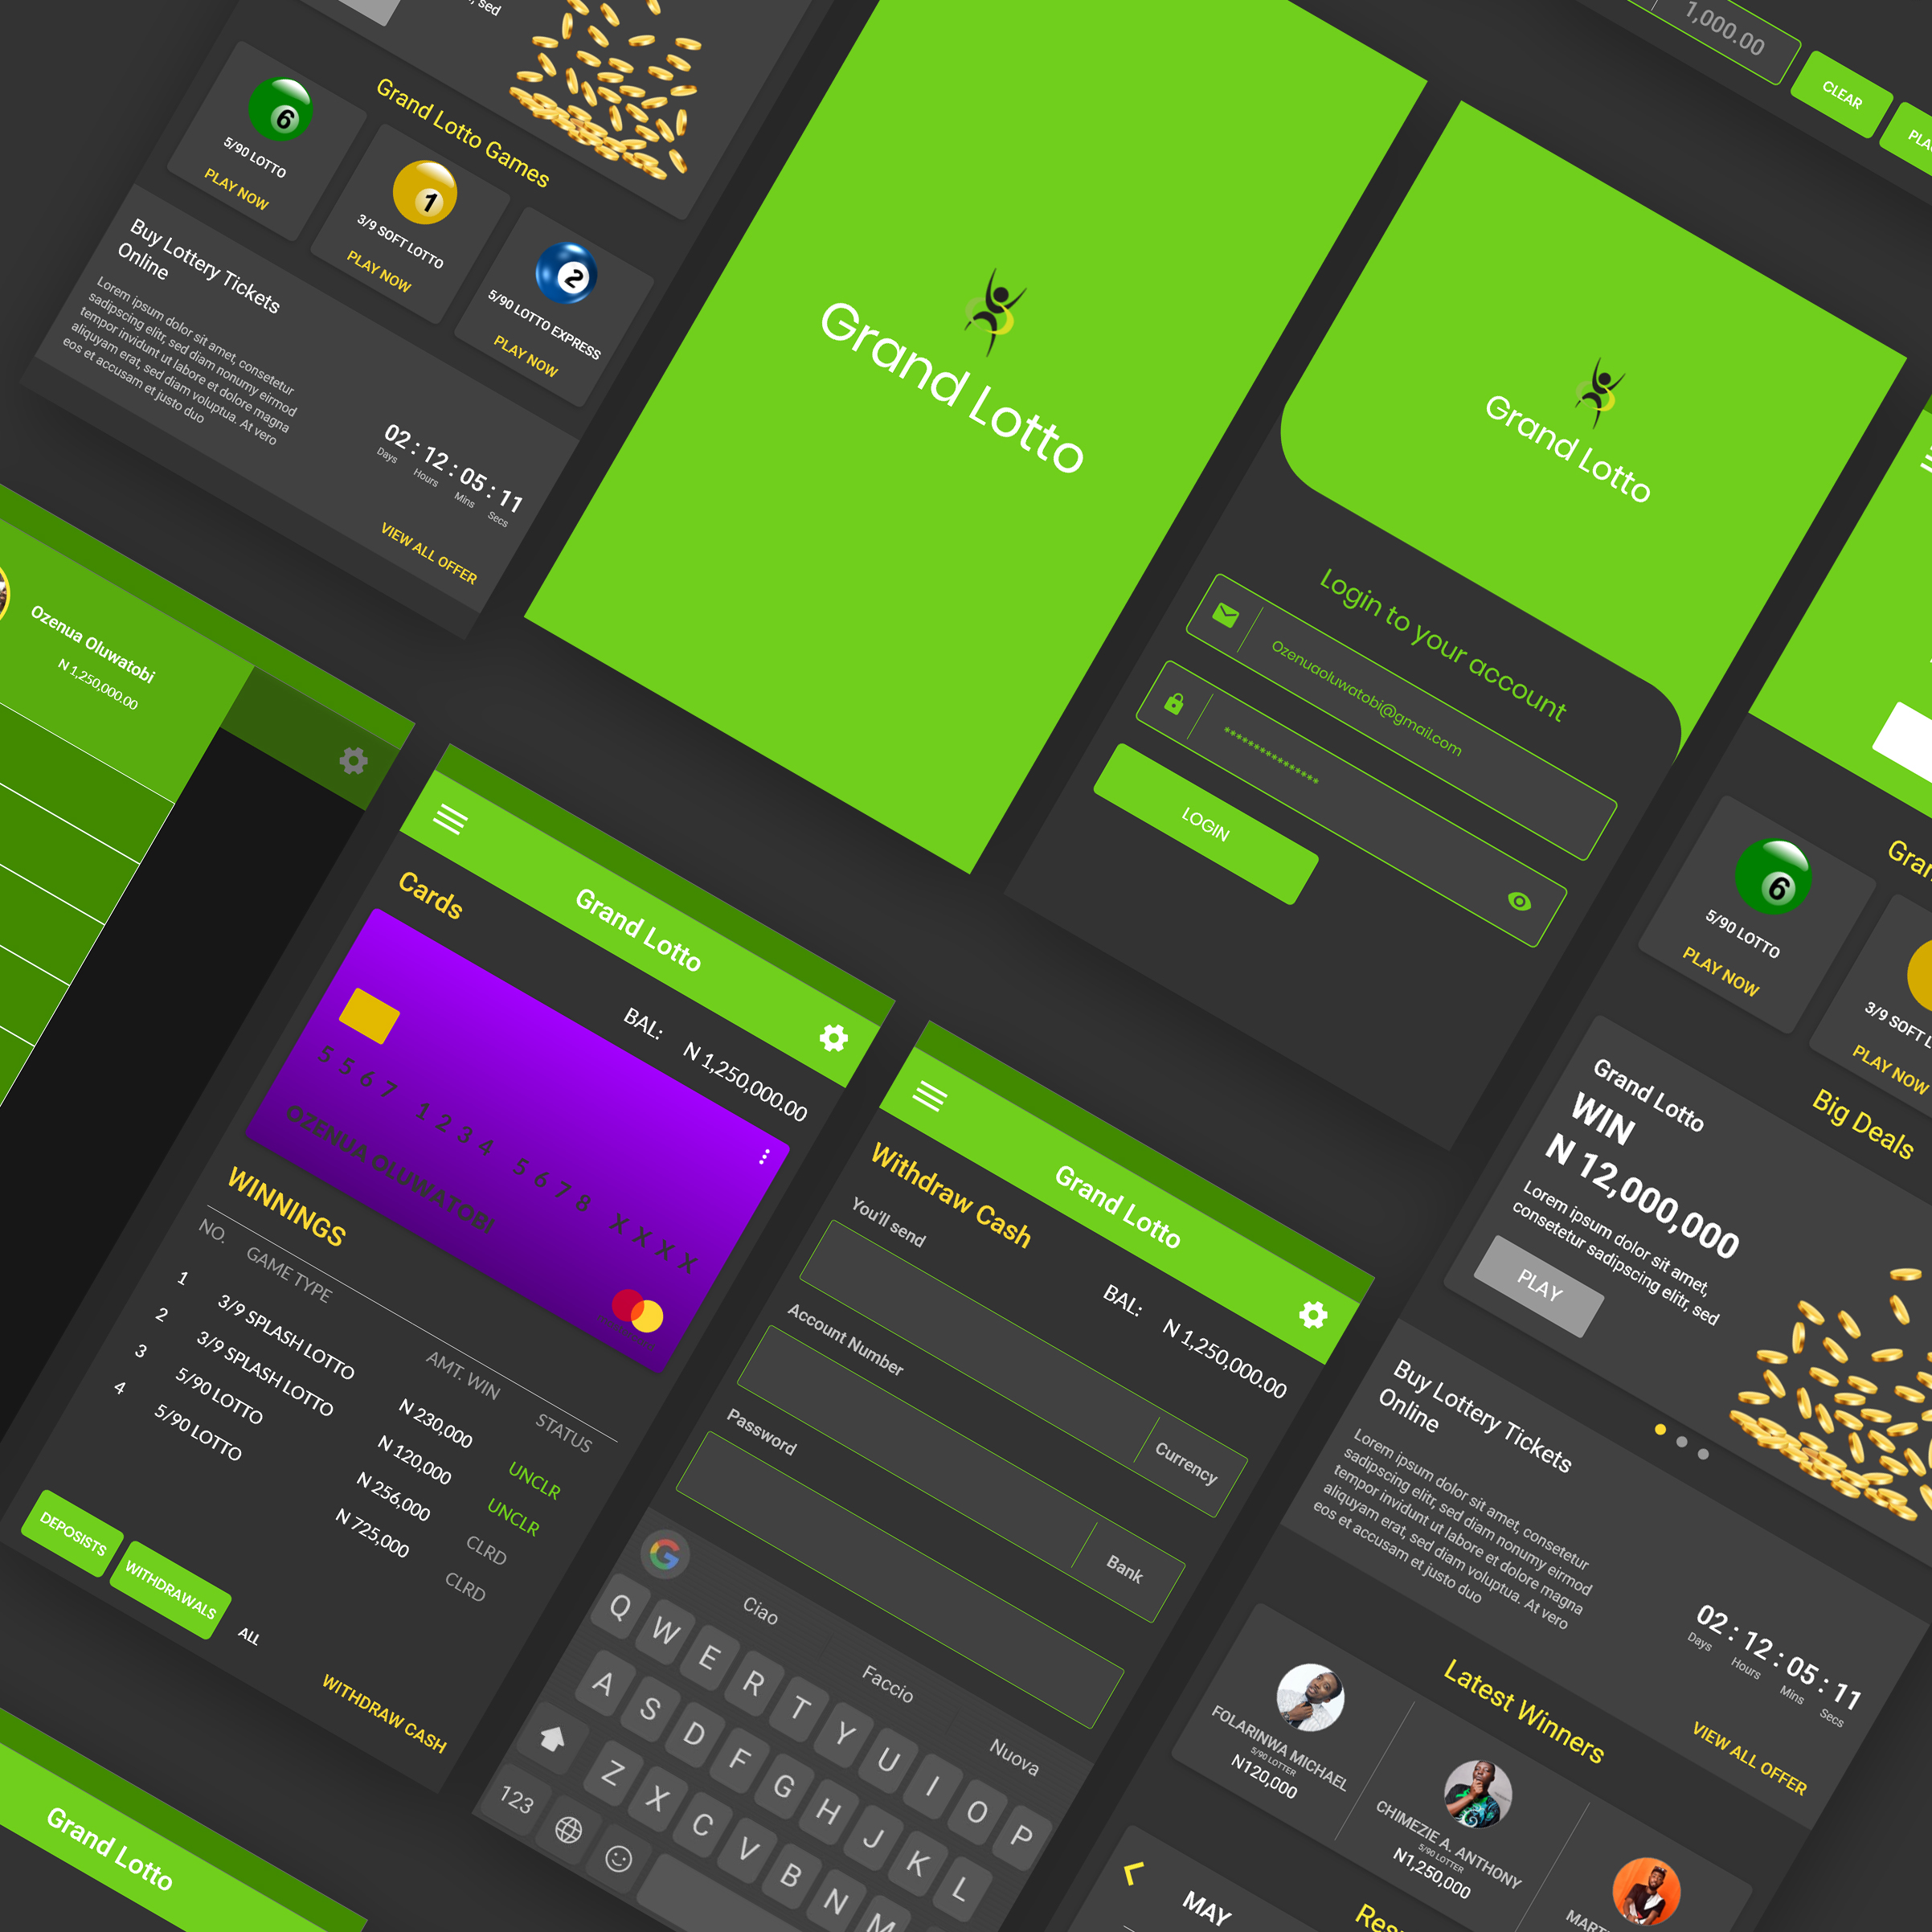 , sed
Grand Lotto Games
6
5/90 LOTTO
PLAY NOW
1
3/9 SOFT LOTTO
PLAY NOW
2
5/90 LOTTO EXPRESS
PLAY NOW
Buy Lottery Tickets
Online
Lorem ipsum dolor sit amet, consetetur
sadipscing elitr, sed diam nonumy eirmod
tempor invidunt ut labore et dolore magna
aliquyam erat, sed diam voluptua. At vero
eos et accusam et justo duo
02 : 12 : 05 : 11
Days Hours Mins Secs
VIEW ALL OFFER
Grand Lotto
1,000.00
CLEAR
Grand Lotto
Login to your account
Ozenuaoluwatobi@gmail.com
***************
LOGIN
Ozenua Oluwatobi
N 1,250,000.00
Grand Lotto
Cards
BAL: N 1,250,000.00
5567 1234 5678 XXXX
OZENUA OLUWATOBI
WINNINGS
NO. GAME TYPE AMT. WIN STATUS
1 3/9 SPLASH LOTTO N 230,000 UNCLR
2 3/9 SPLASH LOTTO N 120,000 UNCLR
3 5/90 LOTTO N 256,000 CLRD
4 5/90 LOTTO N 725,000 CLRD
DEPOSISTS
WITHDRAWALS
ALL
WITHDRAW CASH
Grand Lotto
Withdraw Cash
BAL: N 1,250,000.00
You'll send
Currency
Account Number
Bank
Password
G
Ciao Faccio Nuova
Q W E R T Y U I O P
A S D F G H J K L
Z X C V B N M
123
6
5/90 LOTTO
PLAY NOW
3/9 SOFT L
PLAY NOW
Big Deals
Grand Lotto
WIN
N 12,000,000
Lorem ipsum dolor sit amet,
consetetur sadipscing elitr, sed
PLAY
Buy Lottery Tickets
Online
Lorem ipsum dolor sit amet, consetetur
sadipscing elitr, sed diam nonumy eirmod
tempor invidunt ut labore et dolore magna
aliquyam erat, sed diam voluptua. At vero
eos et accusam et justo duo
02 : 12 : 05 : 11
Days Hours Mins Secs
VIEW ALL OFFER
Latest Winners
FOLARINWA MICHAEL
5/90 LOTTER
N120,000
CHIMEZIE A. ANTHONY
5/90 LOTTER
N1,250,000
MAY
Grand Lotto